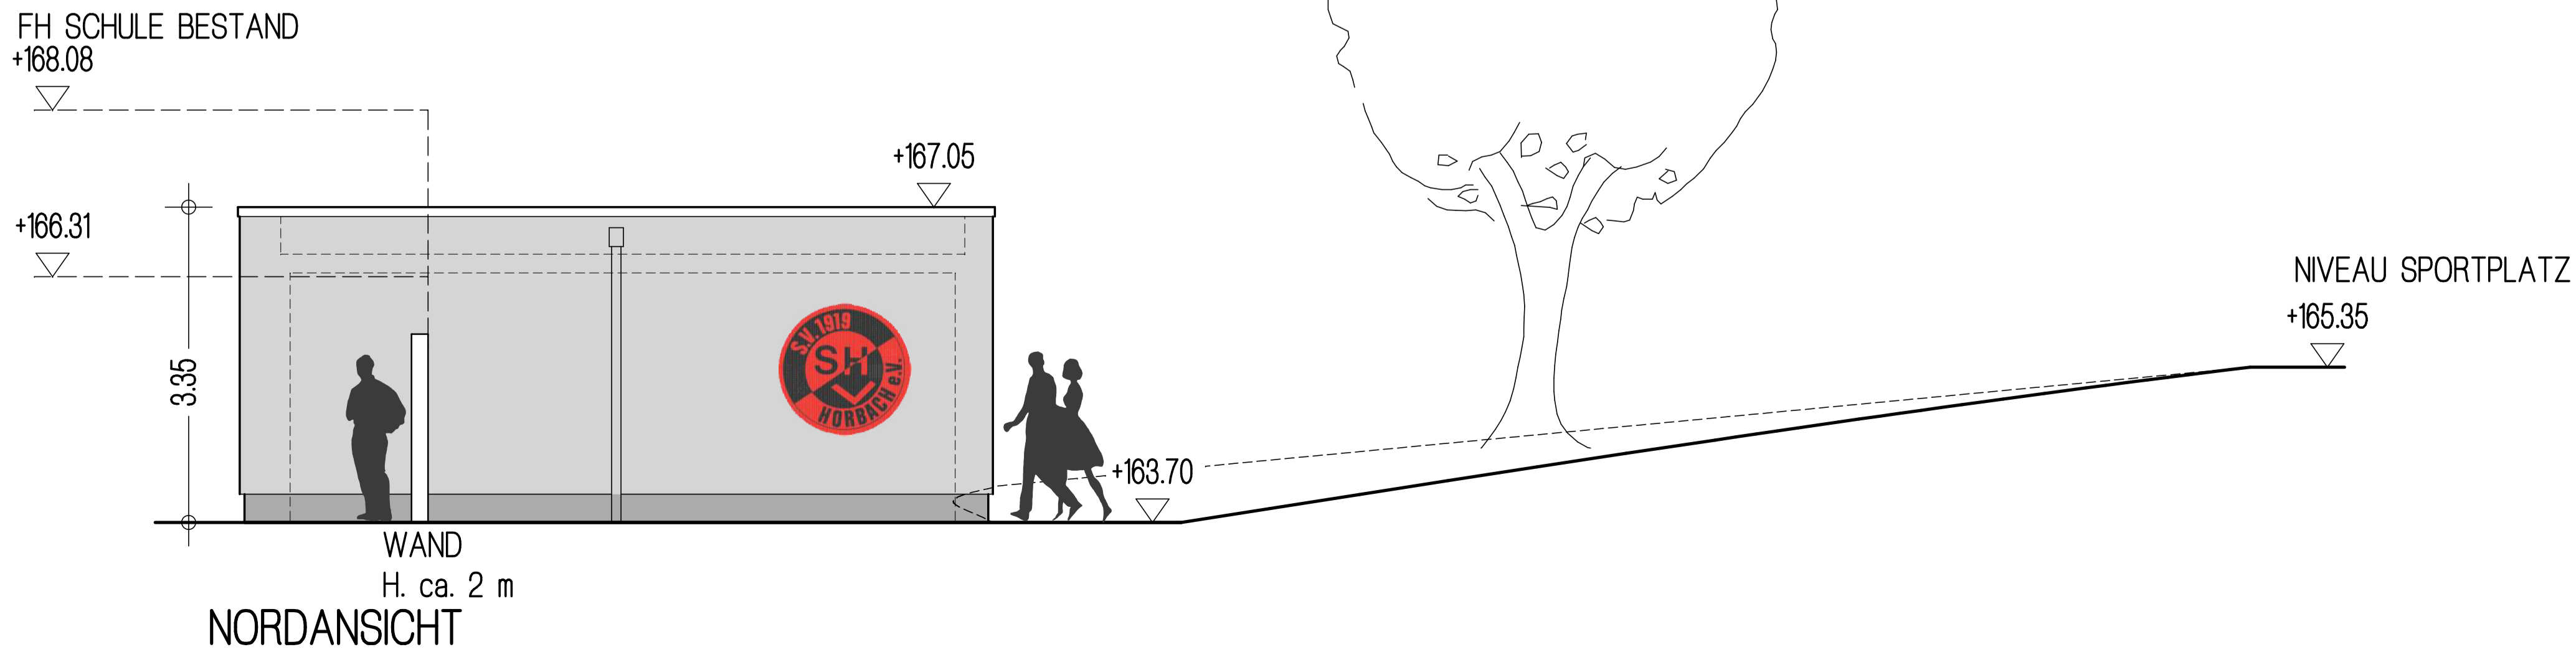 FH SCHULE BESTAND
+168.08
+167.05
+166.31
NIVEAU SPORTPLATZ
+165.35
3.35
S.V. 1919
SHV
HORBACH e.V.
+163.70
WAND
H. ca. 2 m
NORDANSICHT